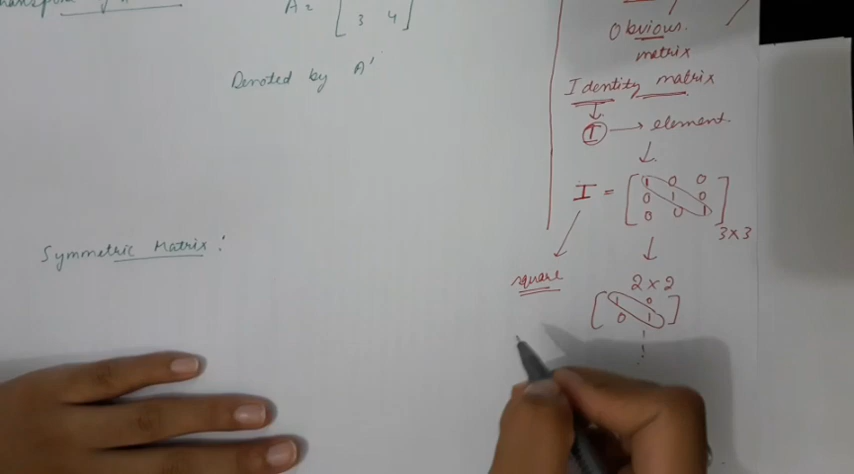 A =
3 4
Denoted by A'
Symmetric Matrix :
Obvious.
matrix
Identity matrix
I → element
I = [ 1 0 0
0 1 0
0 0 1 ] 3×3
square
2 × 2
[ 1 0
0 1 ]